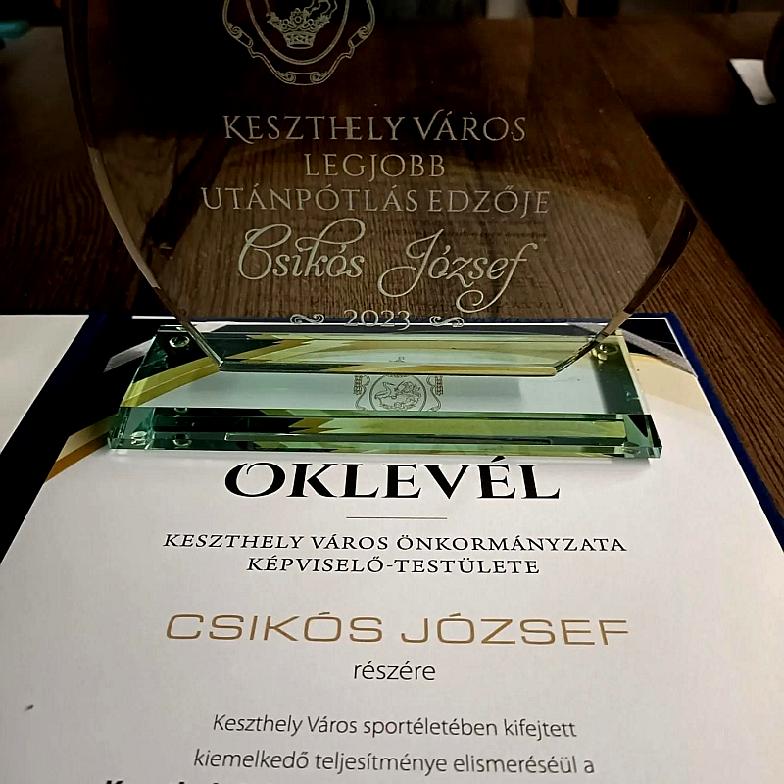 KESZTHELY VÁROS
LEGJOBB
UTÁNPÓTLÁS EDZŐJE
Csikós József
2023
OKLEVÉL
KESZTHELY VÁROS ÖNKORMÁNYZATA
KÉPVISELŐ-TESTÜLETE
CSIKÓS JÓZSEF
részére
Keszthely Város sportéletében kifejtett
kiemelkedő teljesítménye elismeréséül a